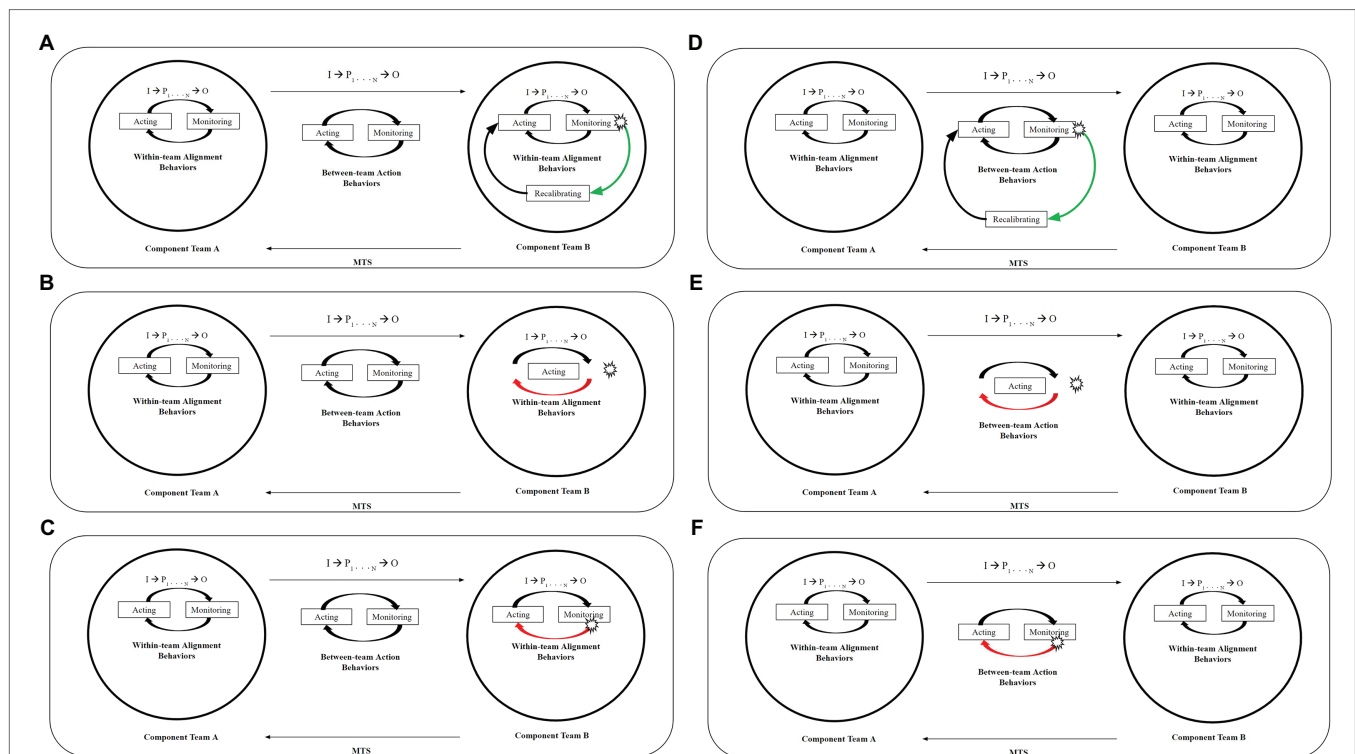 A
I → P1 · · · N → O
Acting
Monitoring
Within-team Alignment
Behaviors
Component Team A
I → P1 · · · N → O
Acting
Monitoring
Between-team Action
Behaviors
I → P1 · · · N → O
Acting
Monitoring
Within-team Alignment
Behaviors
Recalibrating
Component Team B
MTS
B
I → P1 · · · N → O
Acting
Monitoring
Within-team Alignment
Behaviors
Component Team A
I → P1 · · · N → O
Acting
Monitoring
Between-team Action
Behaviors
I → P1 · · · N → O
Acting
Within-team Alignment
Behaviors
Component Team B
MTS
C
I → P1 · · · N → O
Acting
Monitoring
Within-team Alignment
Behaviors
Component Team A
I → P1 · · · N → O
Acting
Monitoring
Between-team Action
Behaviors
I → P1 · · · N → O
Acting
Monitoring
Within-team Alignment
Behaviors
Component Team B
MTS
D
I → P1 · · · N → O
Acting
Monitoring
Within-team Alignment
Behaviors
Component Team A
I → P1 · · · N → O
Acting
Monitoring
Between-team Action
Behaviors
Recalibrating
I → P1 · · · N → O
Acting
Monitoring
Within-team Alignment
Behaviors
Component Team B
MTS
E
I → P1 · · · N → O
Acting
Monitoring
Within-team Alignment
Behaviors
Component Team A
I → P1 · · · N → O
Acting
Between-team Action
Behaviors
I → P1 · · · N → O
Acting
Monitoring
Within-team Alignment
Behaviors
Component Team B
MTS
F
I → P1 · · · N → O
Acting
Monitoring
Within-team Alignment
Behaviors
Component Team A
I → P1 · · · N → O
Acting
Monitoring
Between-team Action
Behaviors
I → P1 · · · N → O
Acting
Monitoring
Within-team Alignment
Behaviors
Component Team B
MTS